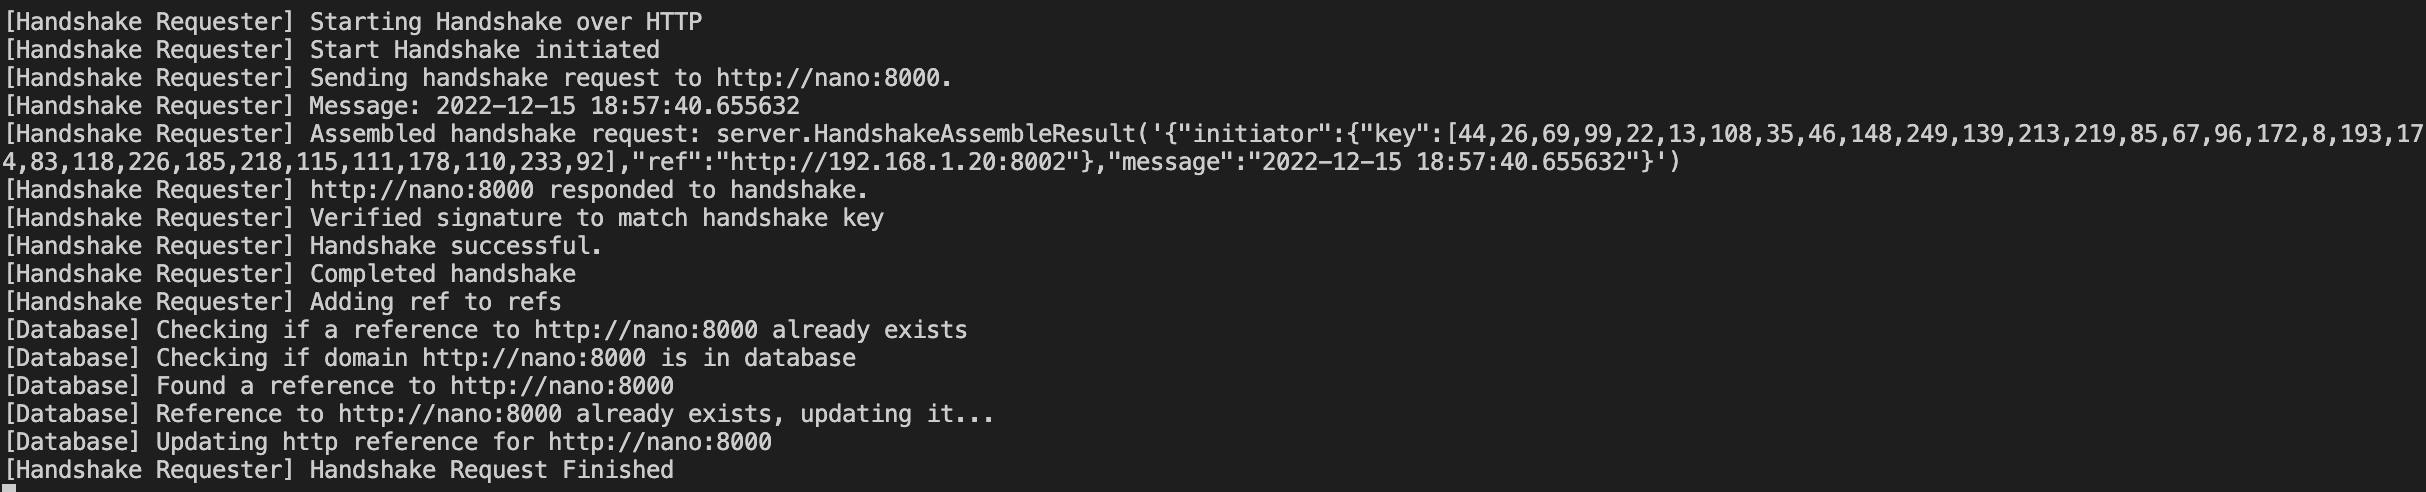 [Handshake Requester] Starting Handshake over HTTP
[Handshake Requester] Start Handshake initiated
[Handshake Requester] Sending handshake request to http://nano:8000.
[Handshake Requester] Message: 2022-12-15 18:57:40.655632
[Handshake Requester] Assembled handshake request: server.HandshakeAssembleResult('{"initiator":{"key":[44,26,69,99,22,13,108,35,46,148,249,139,213,219,85,67,96,172,8,193,17
4,83,118,226,185,218,115,111,178,110,233,92],"ref":"http://192.168.1.20:8002"},"message":"2022-12-15 18:57:40.655632"}')
[Handshake Requester] http://nano:8000 responded to handshake.
[Handshake Requester] Verified signature to match handshake key
[Handshake Requester] Handshake successful.
[Handshake Requester] Completed handshake
[Handshake Requester] Adding ref to refs
[Database] Checking if a reference to http://nano:8000 already exists
[Database] Checking if domain http://nano:8000 is in database
[Database] Found a reference to http://nano:8000
[Database] Reference to http://nano:8000 already exists, updating it...
[Database] Updating http reference for http://nano:8000
[Handshake Requester] Handshake Request Finished